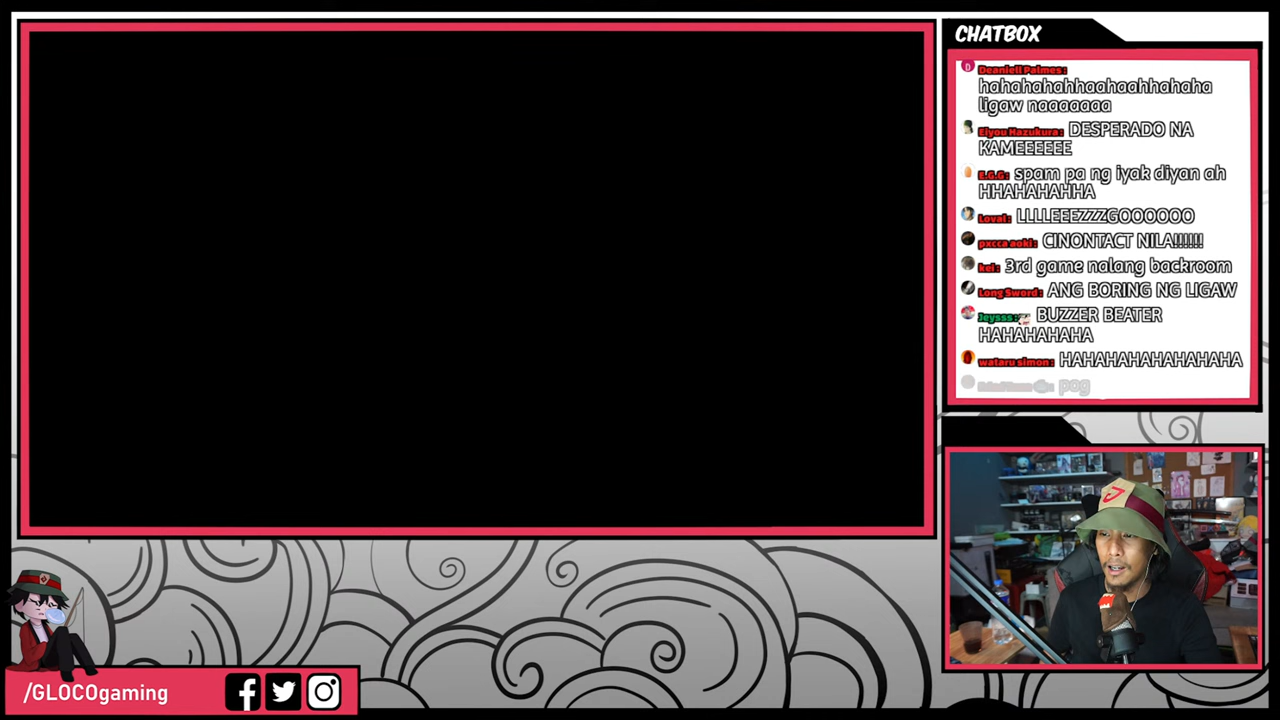 CHATBOX
Deaniell Palmes:
hahahahahhaahaahhahaha
ligaw naaaaaaa
Eiyou Hazukura: DESPERADO NA
KAMEEEEEE
E.G.G: spam pa ng iyak diyan ah
HHAHAHAHHA
Loval: LLLLEEEZZZGOOOOOO
pxcca aoki: CINONTACT NILA!!!!!!
kei: 3rd game nalang backroom
Long Sword: ANG BORING NG LIGAW
Jeysss: BUZZER BEATER
HAHAHAHAHA
wataru simon: HAHAHAHAHAHAHAHA
pog
/GLOCOgaming